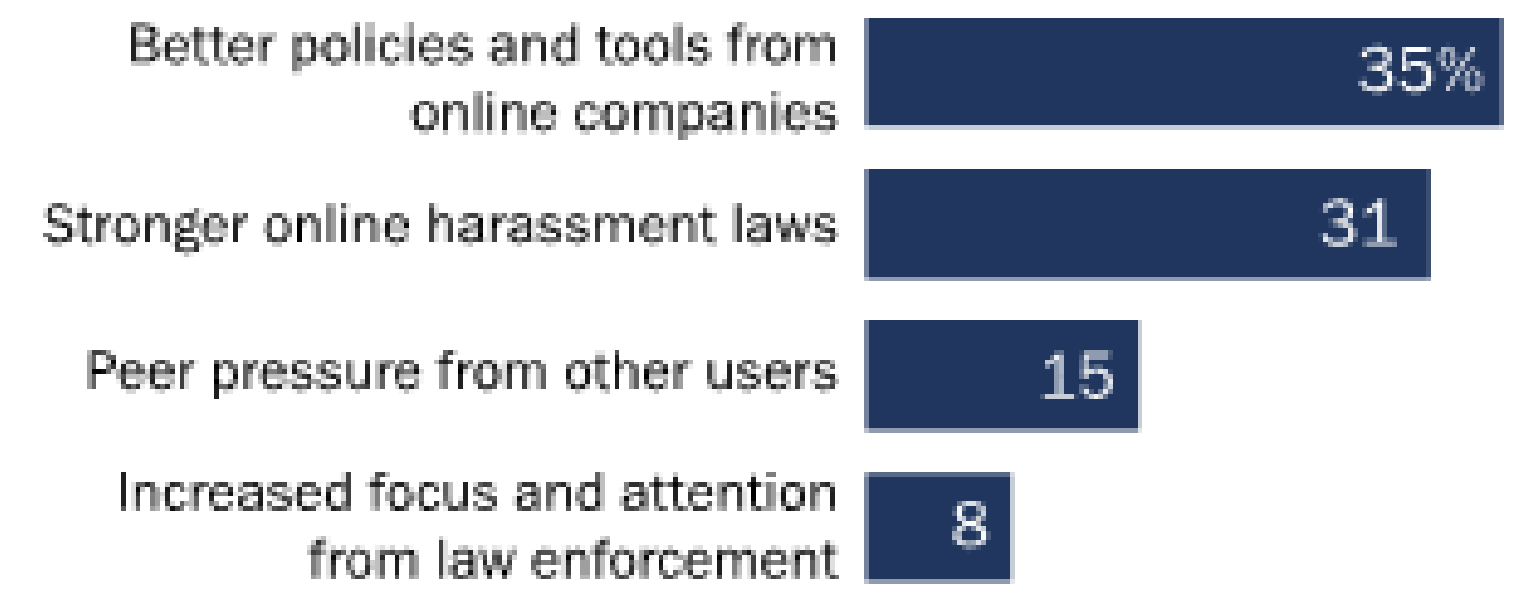 Better policies and tools from
online companies
35%
Stronger online harassment laws
31
Peer pressure from other users
15
Increased focus and attention
from law enforcement
8